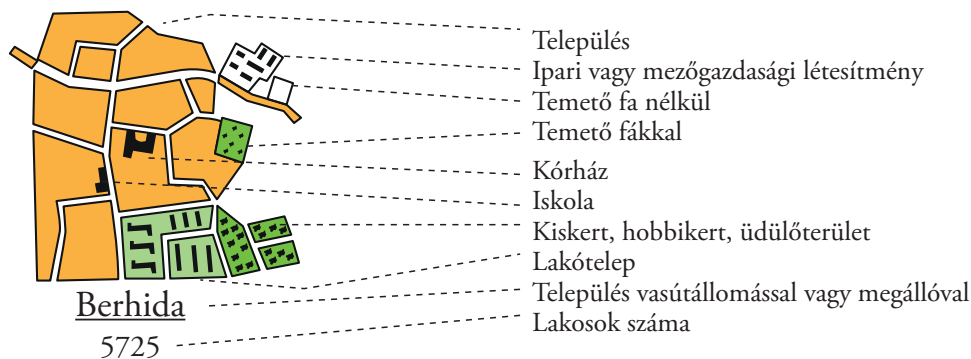 Település
Ipari vagy mezőgazdasági létesítmény
Temető fa nélkül
Temető fákkal
Kórház
Iskola
Kiskert, hobbikert, üdülőterület
Lakótelep
Település vasútállomással vagy megállóval
Lakosok száma
Berhida
5725